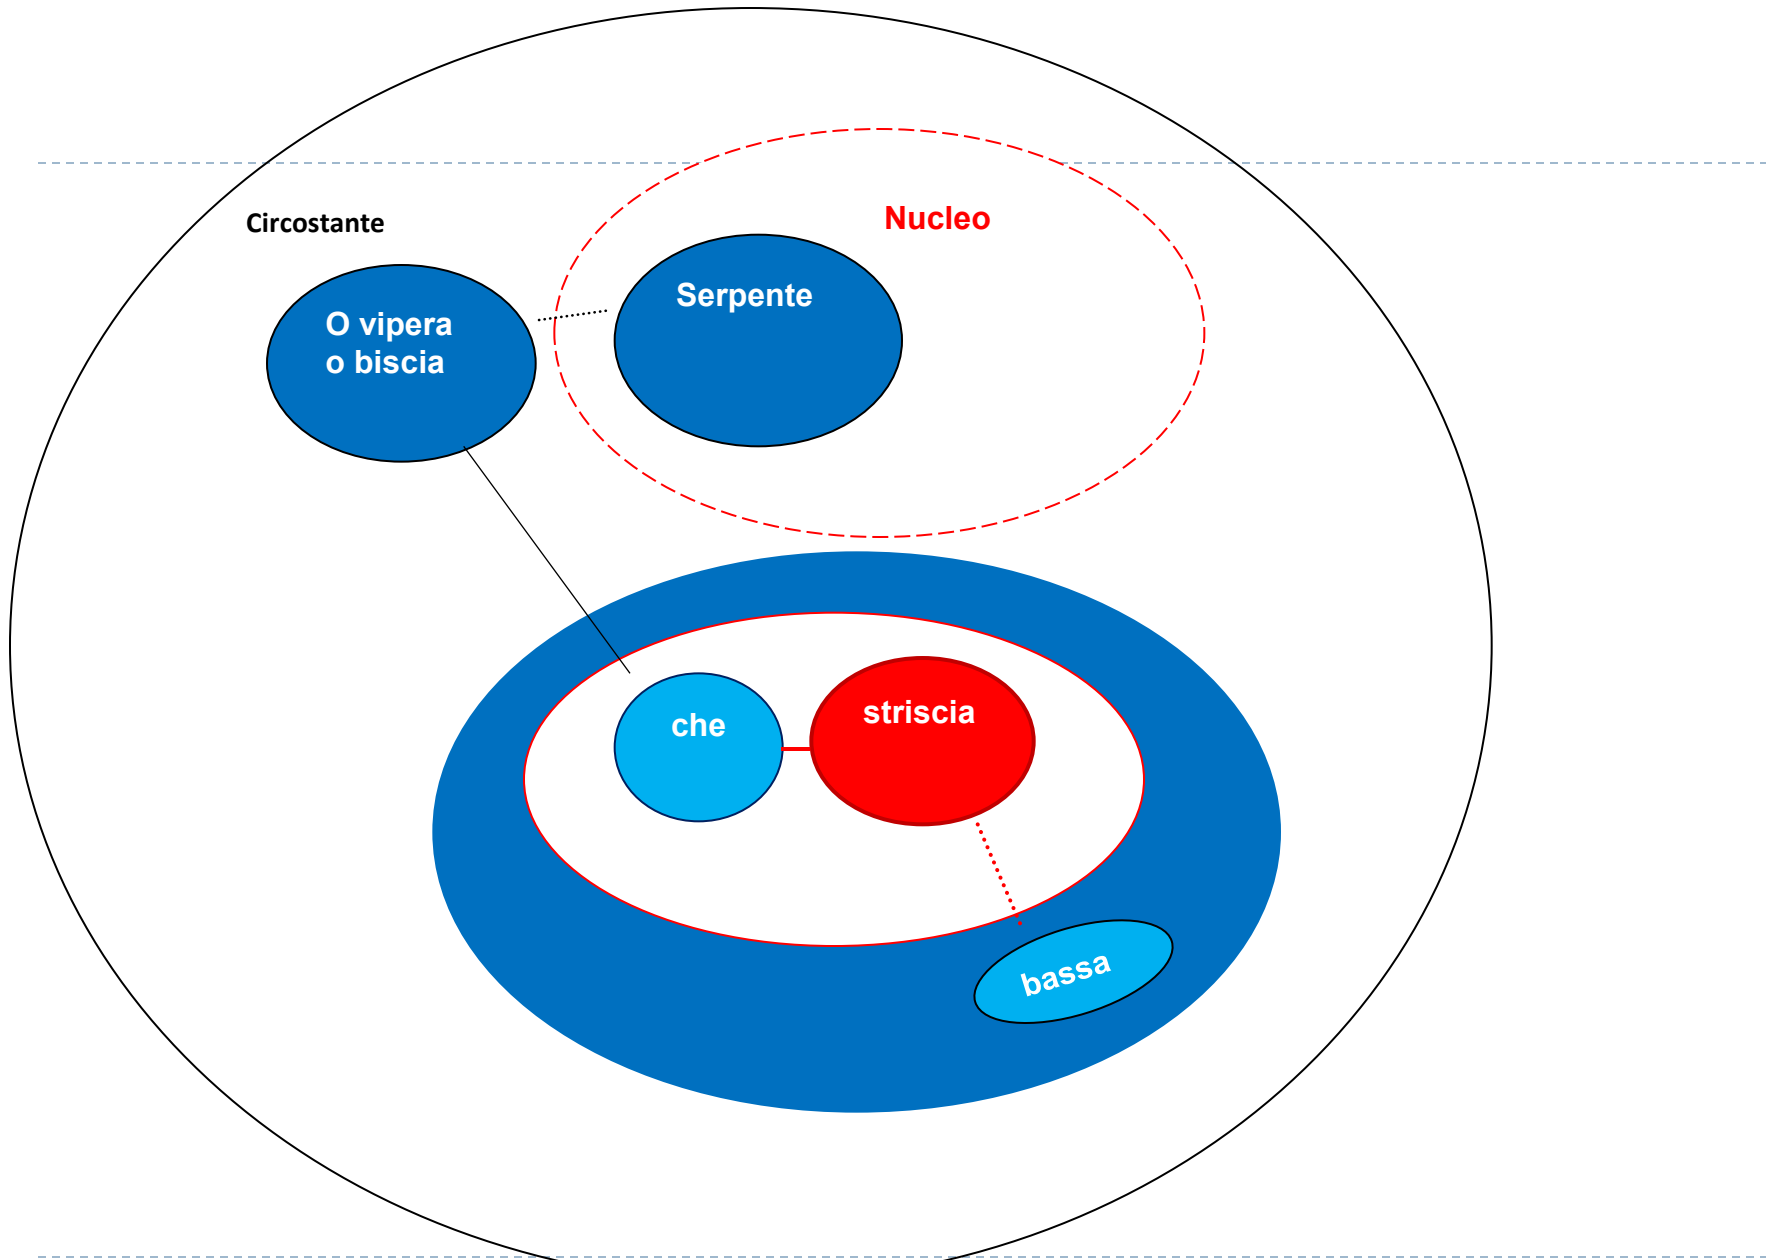 Nucleo
Circostante
Serpente
O vipera
o biscia
che
striscia
bassa